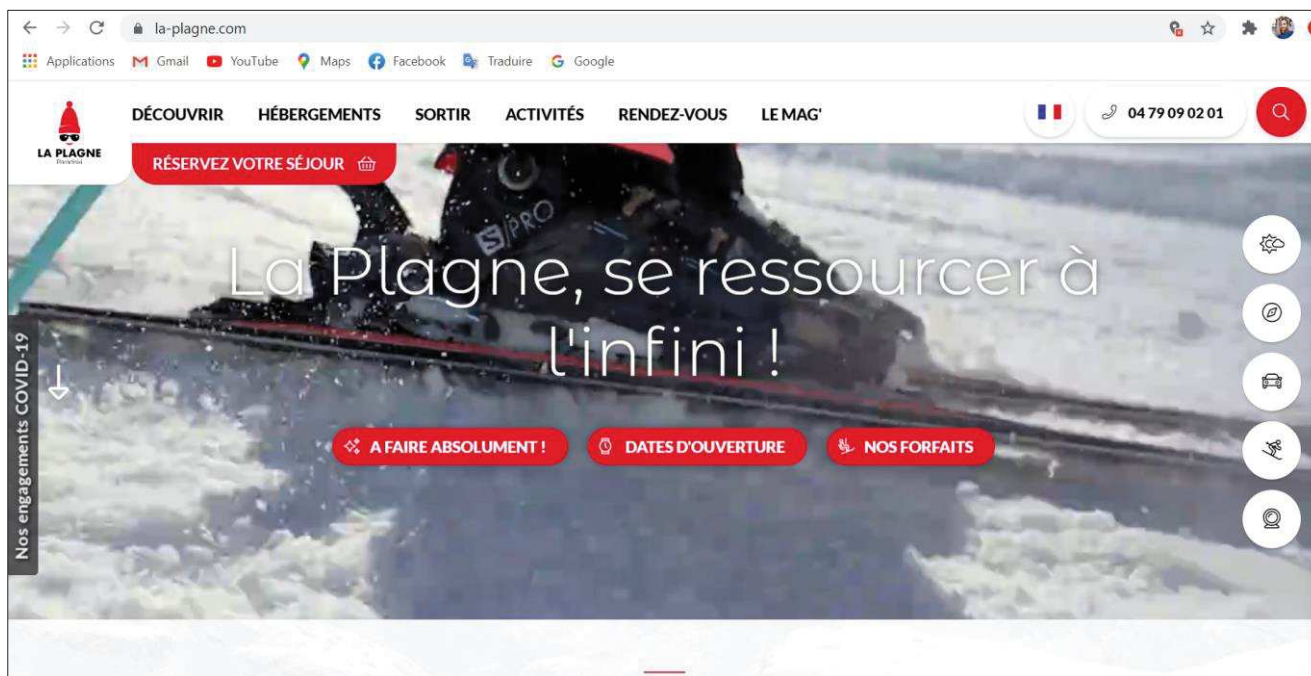 la-plagne.com
Applications Gmail YouTube Maps Facebook Traduire Google
DÉCOUVRIR HÉBERGEMENTS SORTIR ACTIVITÉS RENDEZ-VOUS LE MAG' 04 79 09 02 01
LA PLAGNE
RÉSERVEZ VOTRE SÉJOUR
S/PRO
La Plagne, se ressourcer à
l'infini !
A FAIRE ABSOLUMENT ! DATES D'OUVERTURE NOS FORFAITS
Nos engagements COVID-19